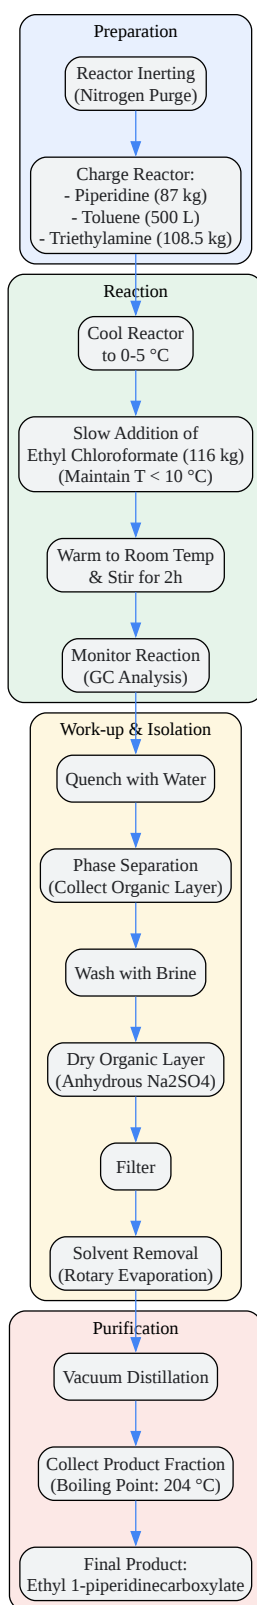 Preparation
Reactor Inerting
(Nitrogen Purge)
Charge Reactor:
- Piperidine (87 kg)
- Toluene (500 L)
- Triethylamine (108.5 kg)
Reaction
Cool Reactor
to 0-5 °C
Slow Addition of
Ethyl Chloroformate (116 kg)
(Maintain T < 10 °C)
Warm to Room Temp
& Stir for 2h
Monitor Reaction
(GC Analysis)
Work-up & Isolation
Quench with Water
Phase Separation
(Collect Organic Layer)
Wash with Brine
Dry Organic Layer
(Anhydrous Na2SO4)
Filter
Solvent Removal
(Rotary Evaporation)
Purification
Vacuum Distillation
Collect Product Fraction
(Boiling Point: 204 °C)
Final Product:
Ethyl 1-piperidinecarboxylate